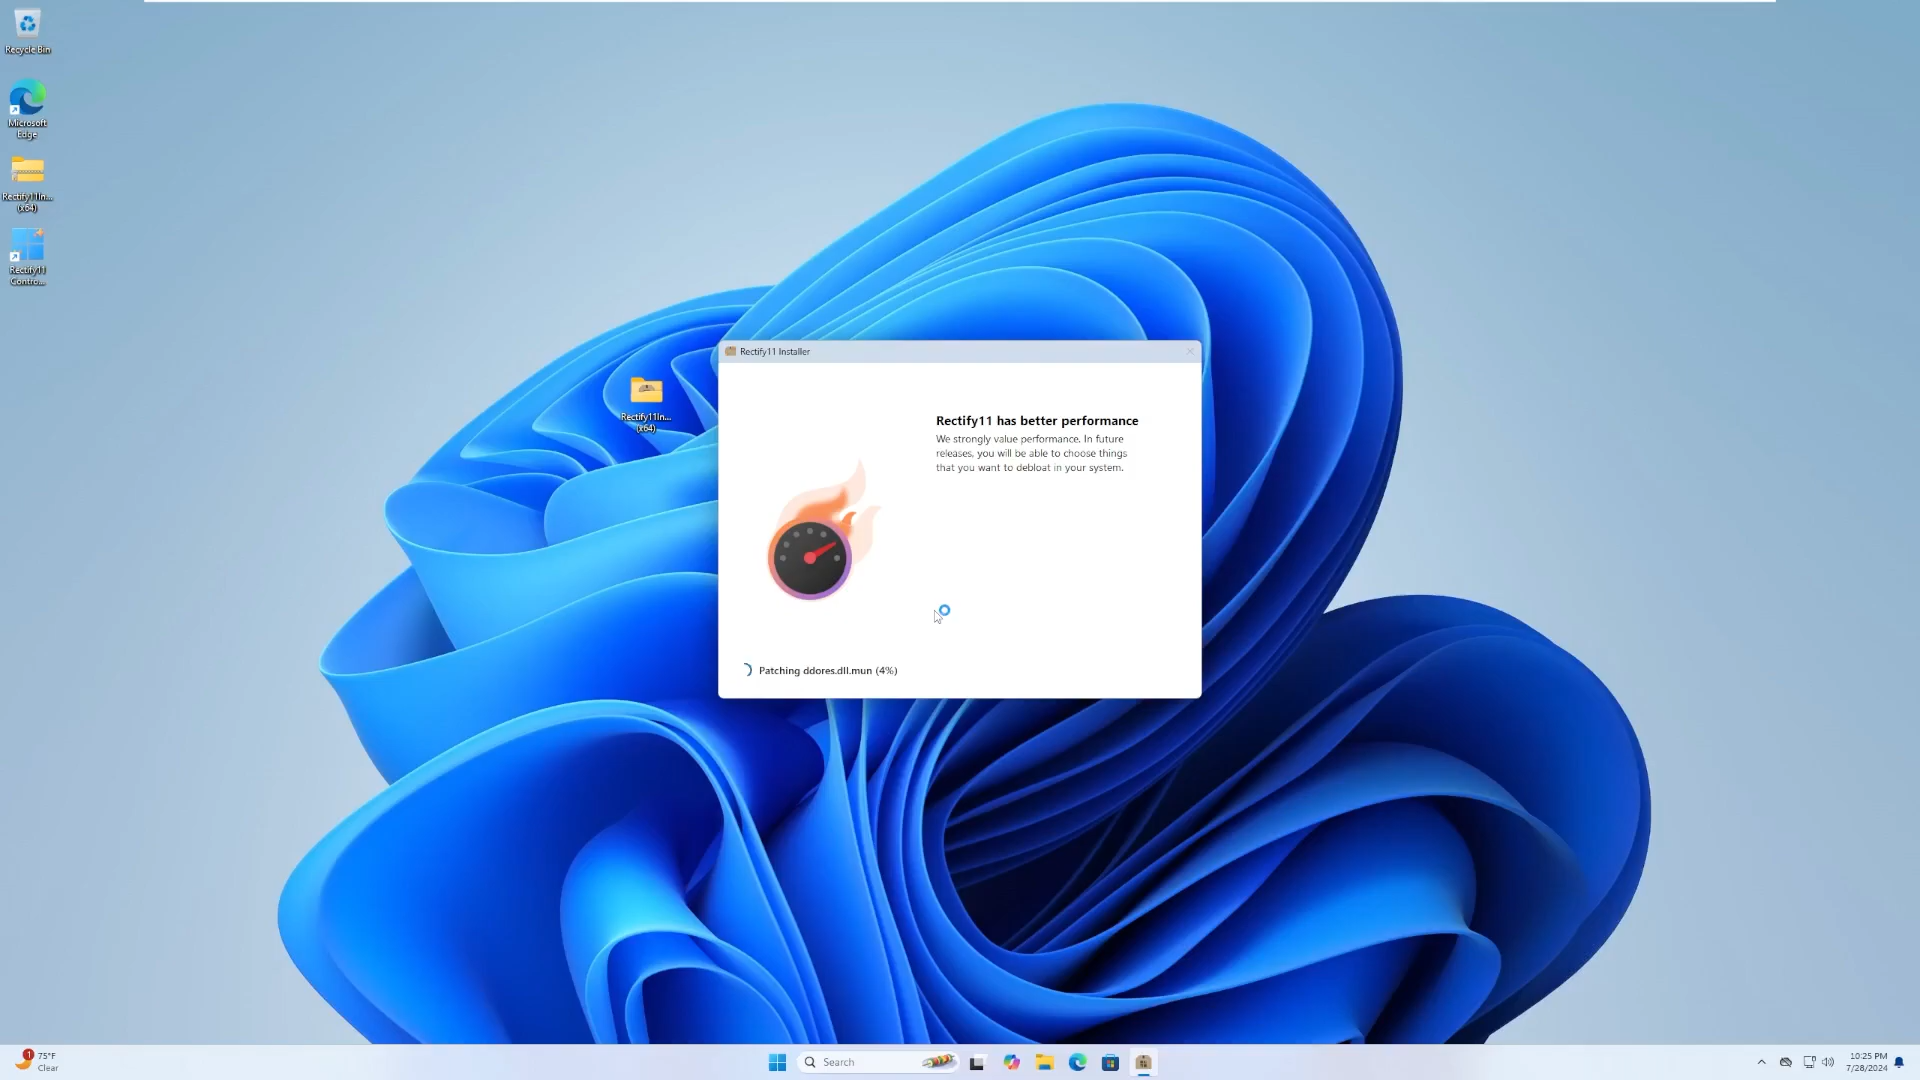 Recycle Bin
Microsoft
Edge
Rectify11In...
(x64)
Rectify11
Contro...
Rectify11In...
(x64)
Rectify11 Installer
Rectify11 has better performance
We strongly value performance. In future
releases, you will be able to choose things
that you want to debloat in your system.
Patching ddores.dll.mun (4%)
1
75°F
Clear
Search
10:25 PM
7/28/2024